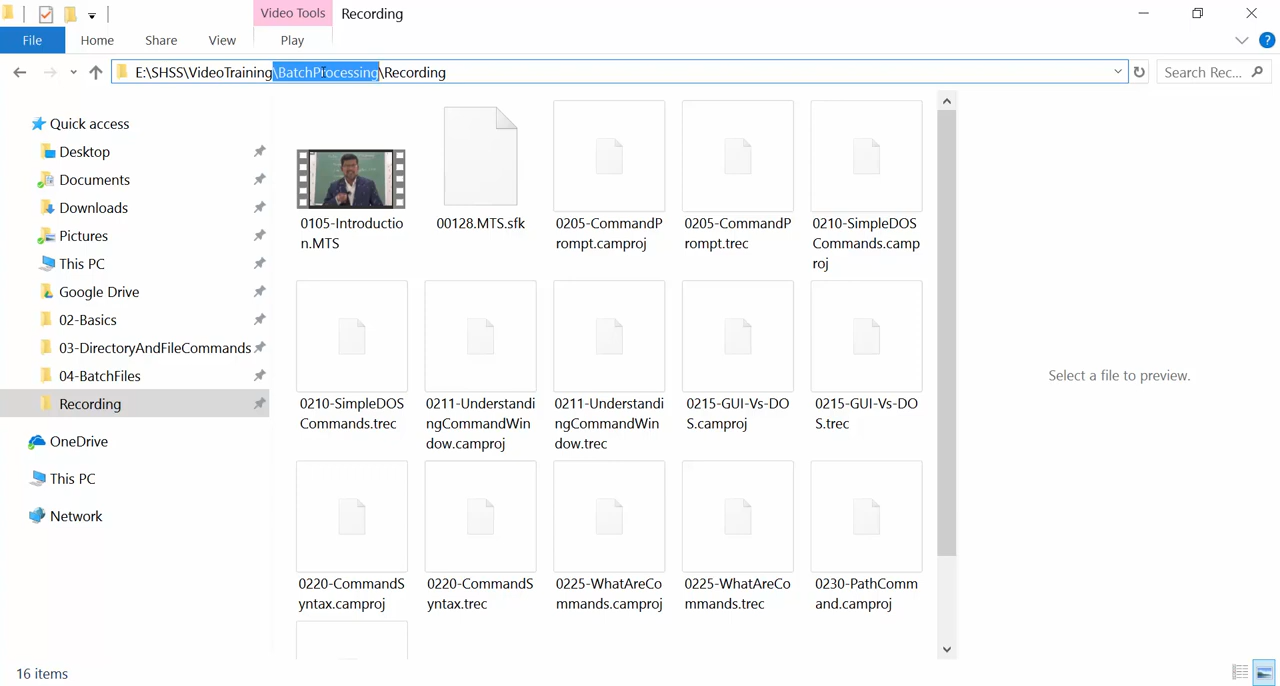 Video Tools
Recording
File
Home
Share
View
Play
E:\SHSS\VideoTraining\BatchProcessing\Recording
Search Rec...
Quick access
Desktop
Documents
Downloads
Pictures
This PC
Google Drive
02-Basics
03-DirectoryAndFileCommands
04-BatchFiles
Recording
OneDrive
This PC
Network
0105-Introductio
n.MTS
00128.MTS.sfk
0205-CommandP
rompt.camproj
0205-CommandP
rompt.trec
0210-SimpleDOS
Commands.camp
roj
0210-SimpleDOS
Commands.trec
0211-Understandi
ngCommandWin
dow.camproj
0211-Understandi
ngCommandWin
dow.trec
0215-GUI-Vs-DO
S.camproj
0215-GUI-Vs-DO
S.trec
0220-CommandS
yntax.camproj
0220-CommandS
yntax.trec
0225-WhatAreCo
mmands.camproj
0225-WhatAreCo
mmands.trec
0230-PathComm
and.camproj
Select a file to preview.
16 items